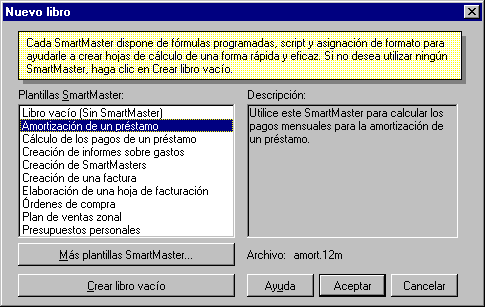 Nuevo libro
Cada SmartMaster dispone de fórmulas programadas, script y asignación de formato para
ayudarle a crear hojas de cálculo de una forma rápida y eficaz. Si no desea utilizar ningún
SmartMaster, haga clic en Crear libro vacío.
Plantillas SmartMaster:
Libro vacío (Sin SmartMaster)
Amortización de un préstamo
Cálculo de los pagos de un préstamo
Creación de informes sobre gastos
Creación de SmartMasters
Creación de una factura
Elaboración de una hoja de facturación
Órdenes de compra
Plan de ventas zonal
Presupuestos personales
Descripción:
Utilice este SmartMaster para calcular los
pagos mensuales para la amortización de
un préstamo.
Más plantillas SmartMaster...
Archivo: amort.12m
Crear libro vacío
Ayuda
Aceptar
Cancelar